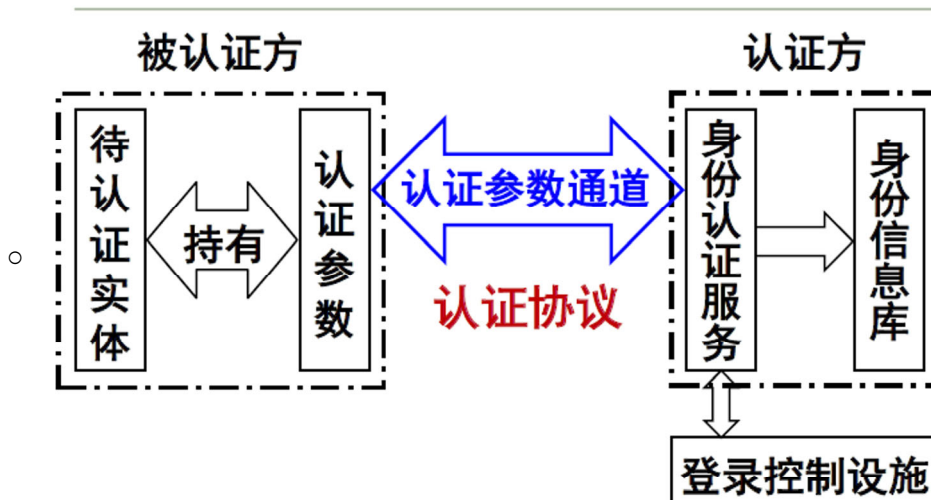 被认证方
认证方
待认证实体
持有
认证参数
认证参数通道
认证协议
身份认证服务
身份信息库
登录控制设施